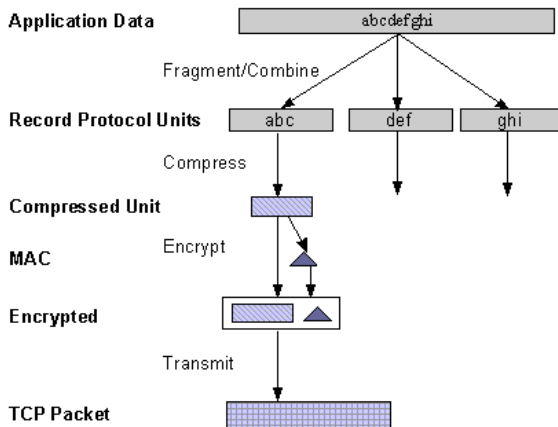 Application Data
abcdefghi
Fragment/Combine
Record Protocol Units
abc
def
ghi
Compress
Compressed Unit
Encrypt
MAC
Encrypted
Transmit
TCP Packet